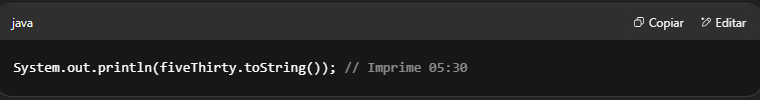 java
Copiar
Editar
System.out.println(fiveThirty.toString()); // Imprime 05:30